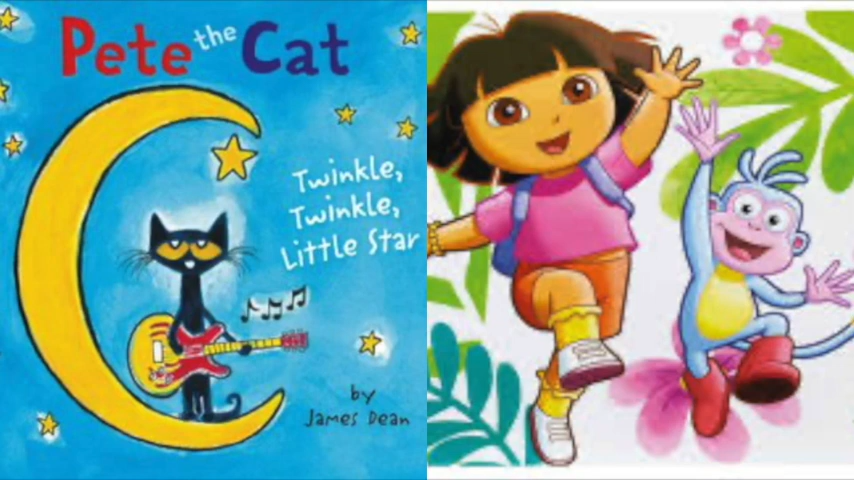 Pete the Cat
Twinkle,
Twinkle,
Little Star
by
James Dean